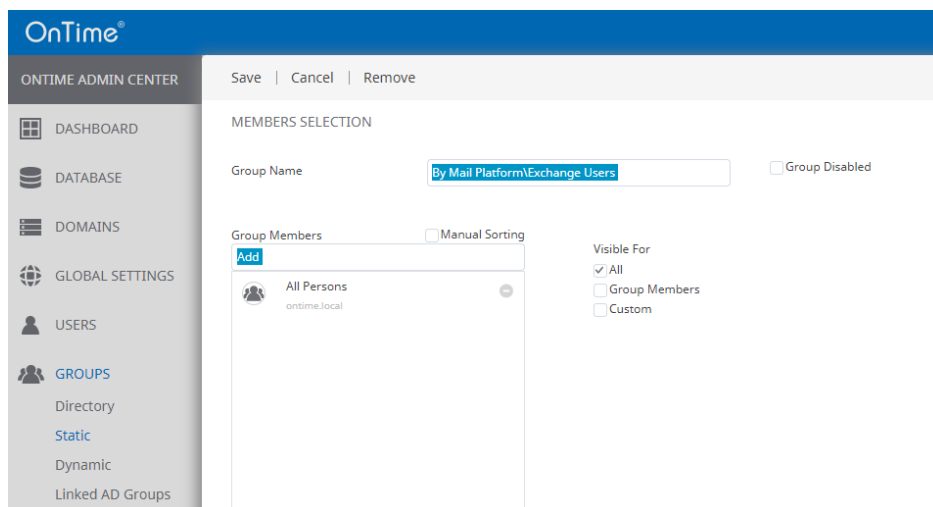 OnTime®
ONTIME ADMIN CENTER
Save | Cancel | Remove
DASHBOARD
DATABASE
DOMAINS
GLOBAL SETTINGS
USERS
GROUPS
Directory
Static
Dynamic
Linked AD Groups
MEMBERS SELECTION
Group Name
By Mail Platform\Exchange Users
Group Disabled
Group Members
Manual Sorting
Add
All Persons
ontime.local
Visible For
All
Group Members
Custom